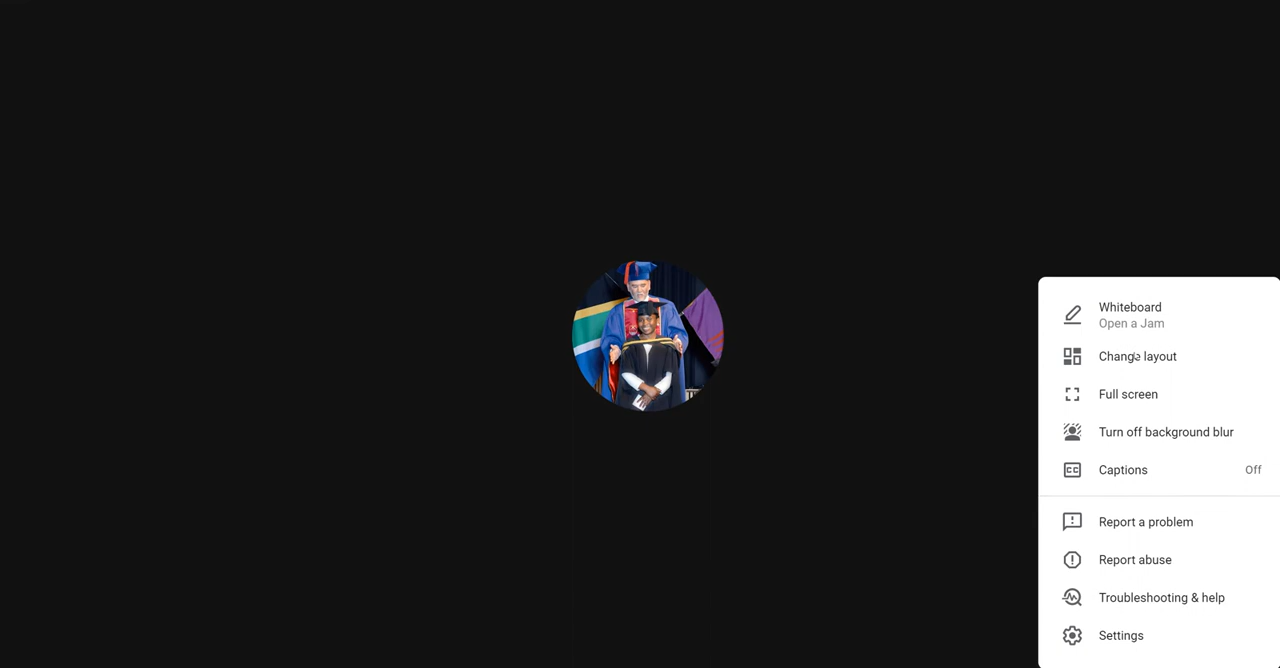 Whiteboard
Open a Jam
Change layout
Full screen
Turn off background blur
Captions Off
Report a problem
Report abuse
Troubleshooting & help
Settings